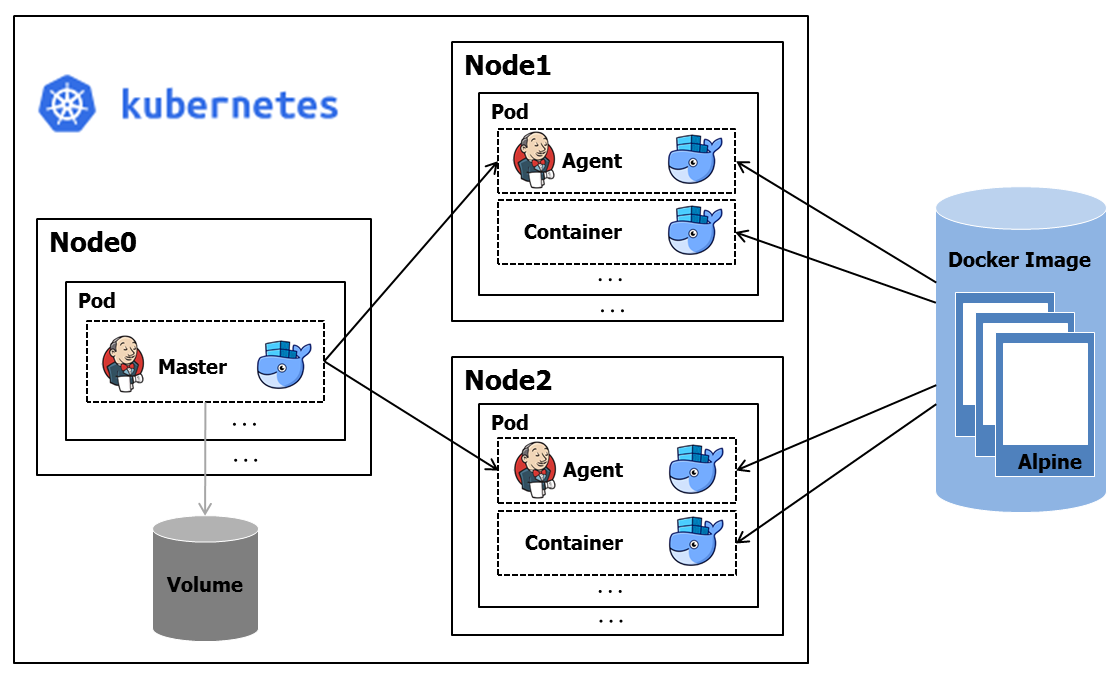 kubernetes
Node0
Pod
Master
. . .
. . .
Volume
Node1
Pod
Agent
Container
. . .
. . .
Node2
Pod
Agent
Container
. . .
. . .
Docker Image
Alpine